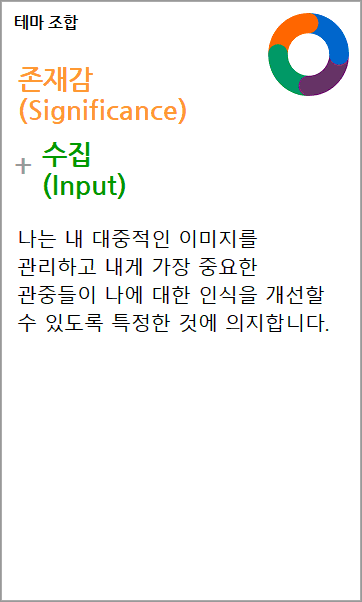 테마 조합
존재감
(Significance)
+ 수집
(Input)
나는 내 대중적인 이미지를
관리하고 내게 가장 중요한
관중들이 나에 대한 인식을 개선할
수 있도록 특정한 것에 의지합니다.